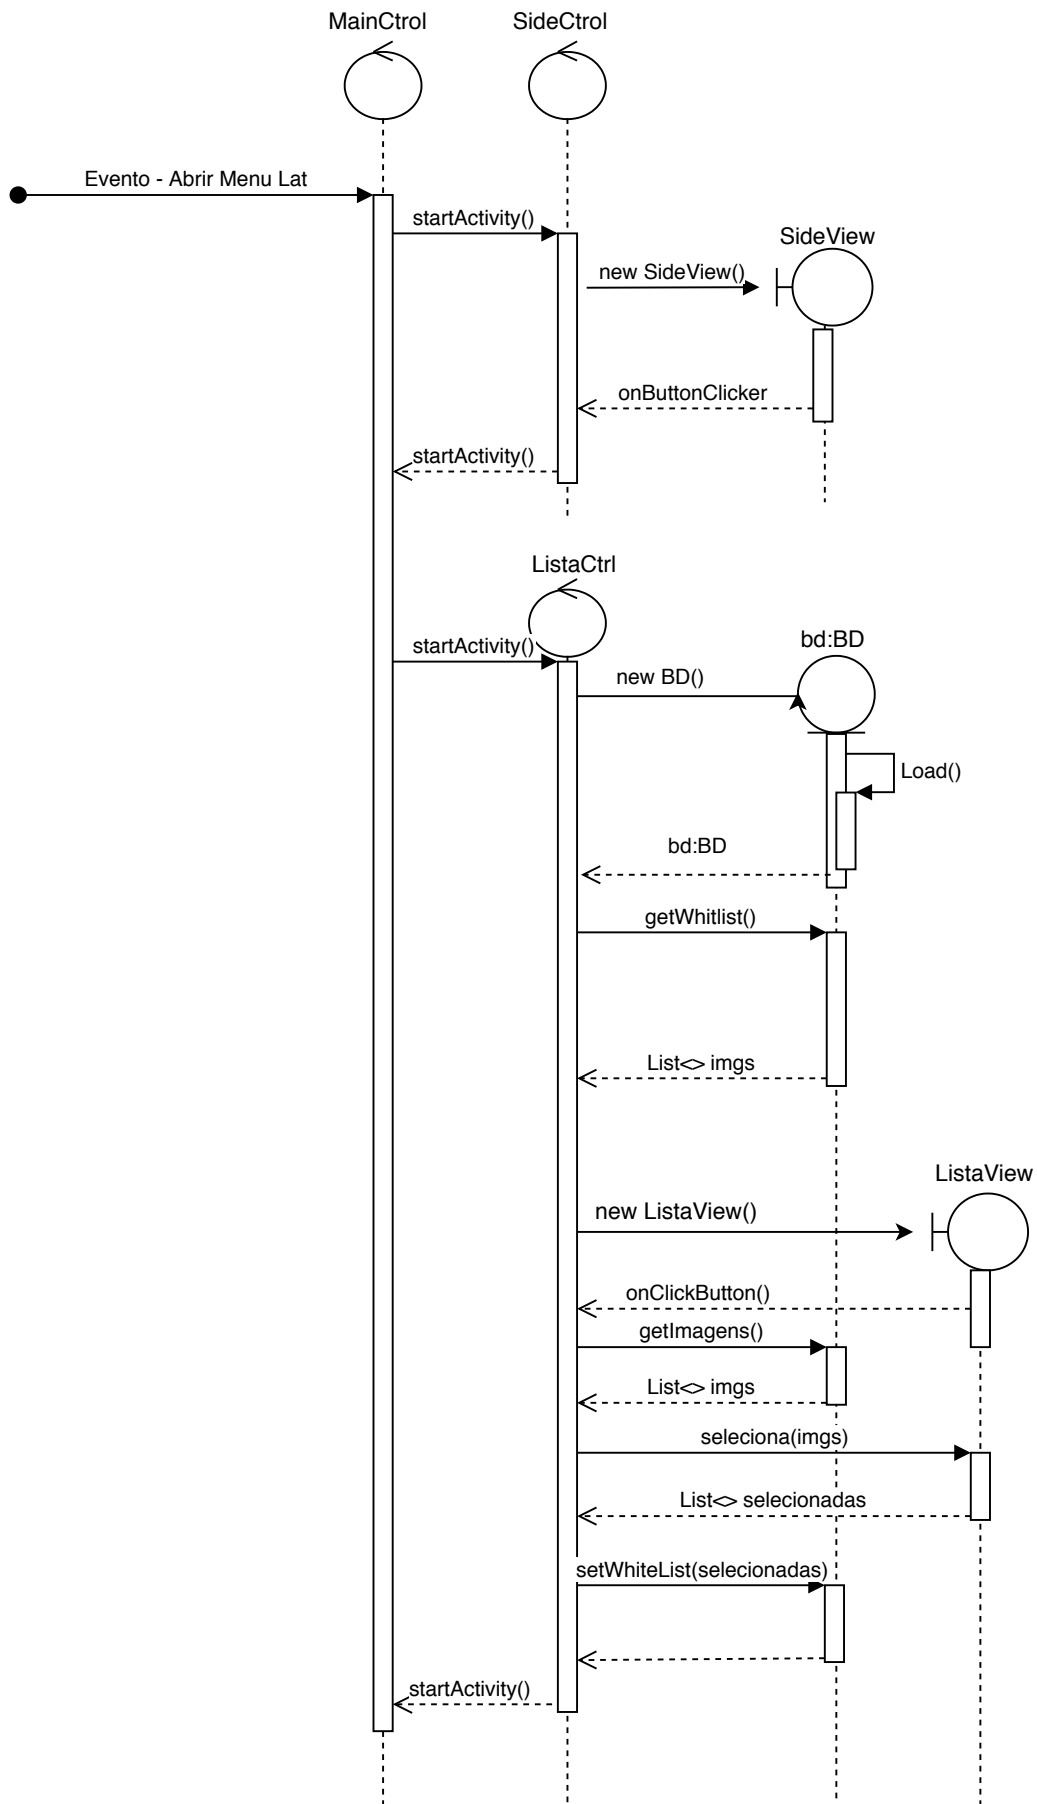 MainCtrol
SideCtrol
Evento - Abrir Menu Lat
startActivity()
SideView
new SideView()
onButtonClicker
startActivity()
ListaCtrl
startActivity()
bd:BD
new BD()
Load()
bd:BD
getWhitlist()
List<> imgs
ListaView
new ListaView()
onClickButton()
getImagens()
List<> imgs
seleciona(imgs)
List<> selecionadas
setWhiteList(selecionadas)
startActivity()